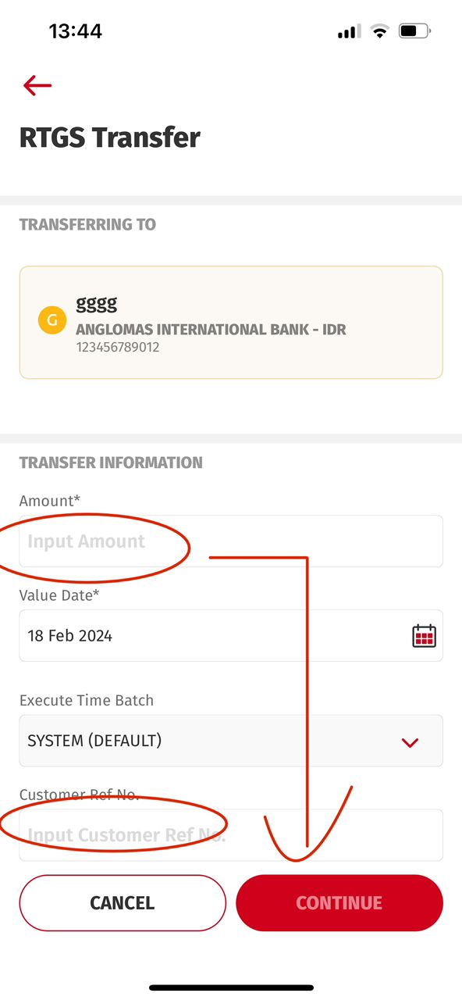 13:44
RTGS Transfer
TRANSFERRING TO
G
gggg
ANGLOMAS INTERNATIONAL BANK - IDR
123456789012
TRANSFER INFORMATION
Amount*
Input Amount
Value Date*
18 Feb 2024
Execute Time Batch
SYSTEM (DEFAULT)
Customer Ref No.
Input Customer Ref No.
CANCEL
CONTINUE